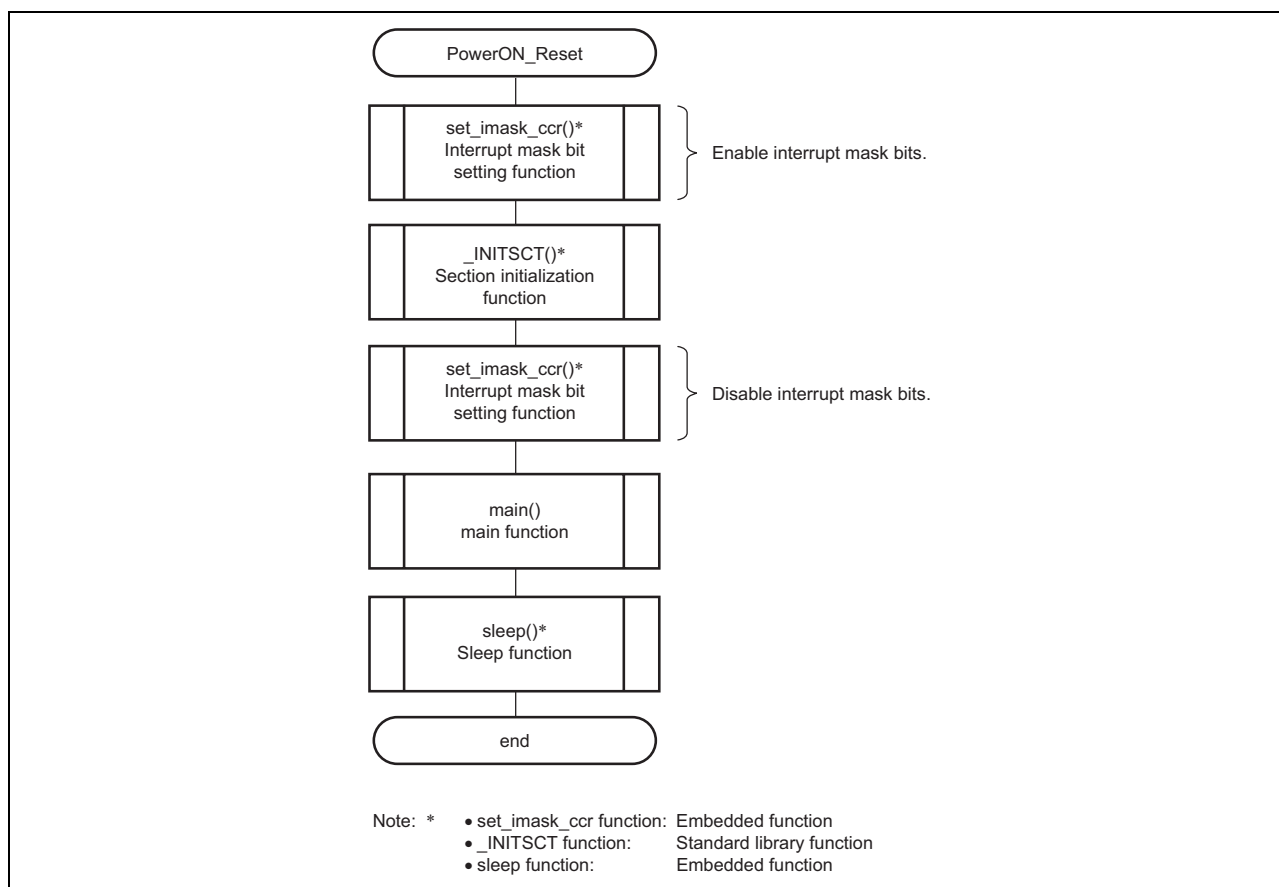 PowerON_Reset
set_imask_ccr()*
Interrupt mask bit
setting function
Enable interrupt mask bits.
_INITSCT()*
Section initialization
function
set_imask_ccr()*
Interrupt mask bit
setting function
Disable interrupt mask bits.
main()
main function
sleep()*
Sleep function
end
Note: * • set_imask_ccr function: Embedded function
• _INITSCT function: Standard library function
• sleep function: Embedded function